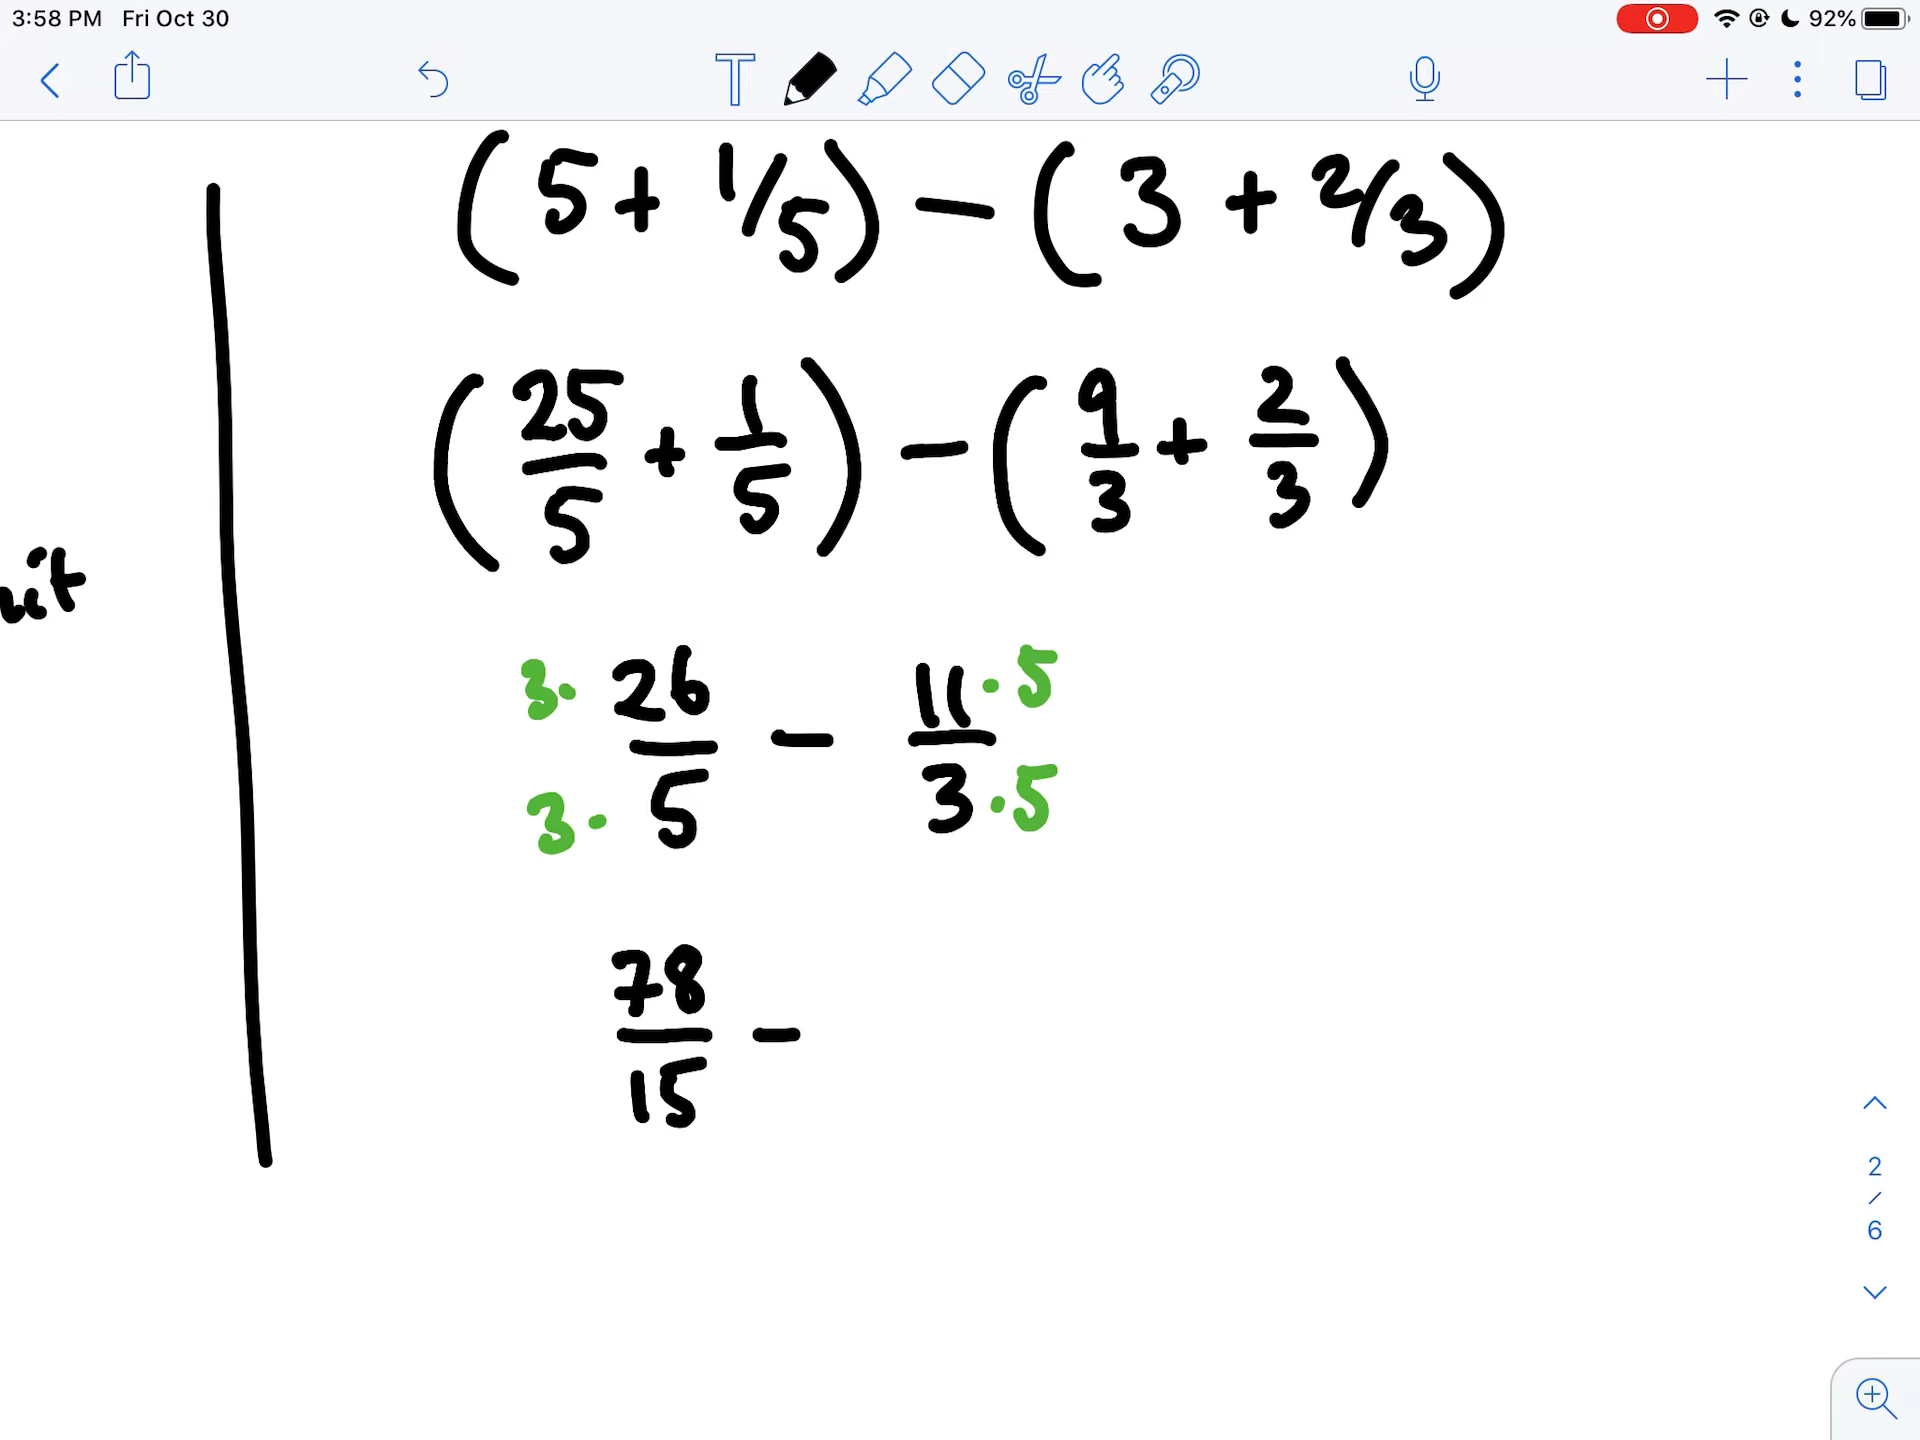 3:58 PM Fri Oct 30 92%
T
(5 + 1/5) - (3 + 2/3)
(25/5 + 1/5) - (9/3 + 2/3)
3· 26/5 3· - 11/3 ·5 ·5
78/15 -
2
/
6